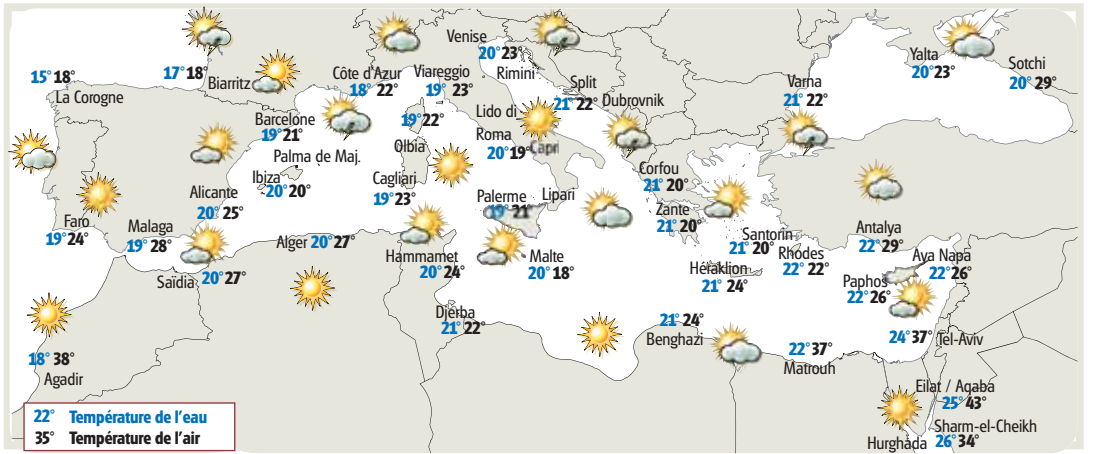 15° 18°
La Corogne
17° 18°
Biarritz
Côte d'Azur
18° 22°
Viareggio
19° 23°
Venise
20° 23°
Rimini
Split
21° 22°
Dubrovnik
Varna
21° 22°
Yalta
20° 23°
Sotchi
20° 29°
Barcelone
19° 21°
19° 22°
Olbia
Lido di
Roma
20° 19°
Capri
Palma de Maj.
Ibiza
20° 20°
Cagliari
19° 23°
Alicante
20° 25°
Palerme
19° 21°
Lipari
Corfou
21° 20°
Zante
21° 20°
Faro
19° 24°
Malaga
19° 28°
Saïdia
20° 27°
Alger 20° 27°
Hammamet
20° 24°
Malte
20° 18°
Santorin
21° 20°
Rhodes
22° 22°
Héraklion
21° 24°
Antalya
22° 29°
Aya Napa
22° 26°
Paphos
22° 26°
Djerba
21° 22°
21° 24°
Benghazi
22° 37°
Matrouh
24° 37°
Tel-Aviv
18° 38°
Agadir
Eilat / Aqaba
25° 43°
Sharm-el-Cheikh
Hurghada
26° 34°
22° Température de l'eau
35° Température de l'air